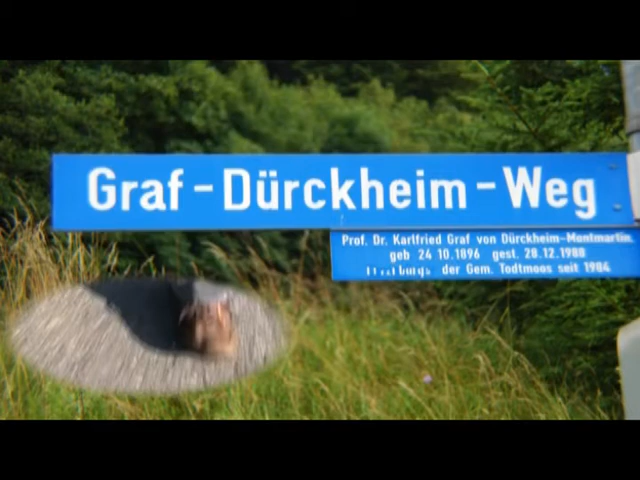 Graf-Dürckheim-Weg
Prof. Dr. Karlfried Graf von Dürckheim-Montmartin
geb 24 10.1896 gest. 28.12.1988
der Gem. Todtmoos seit 1984